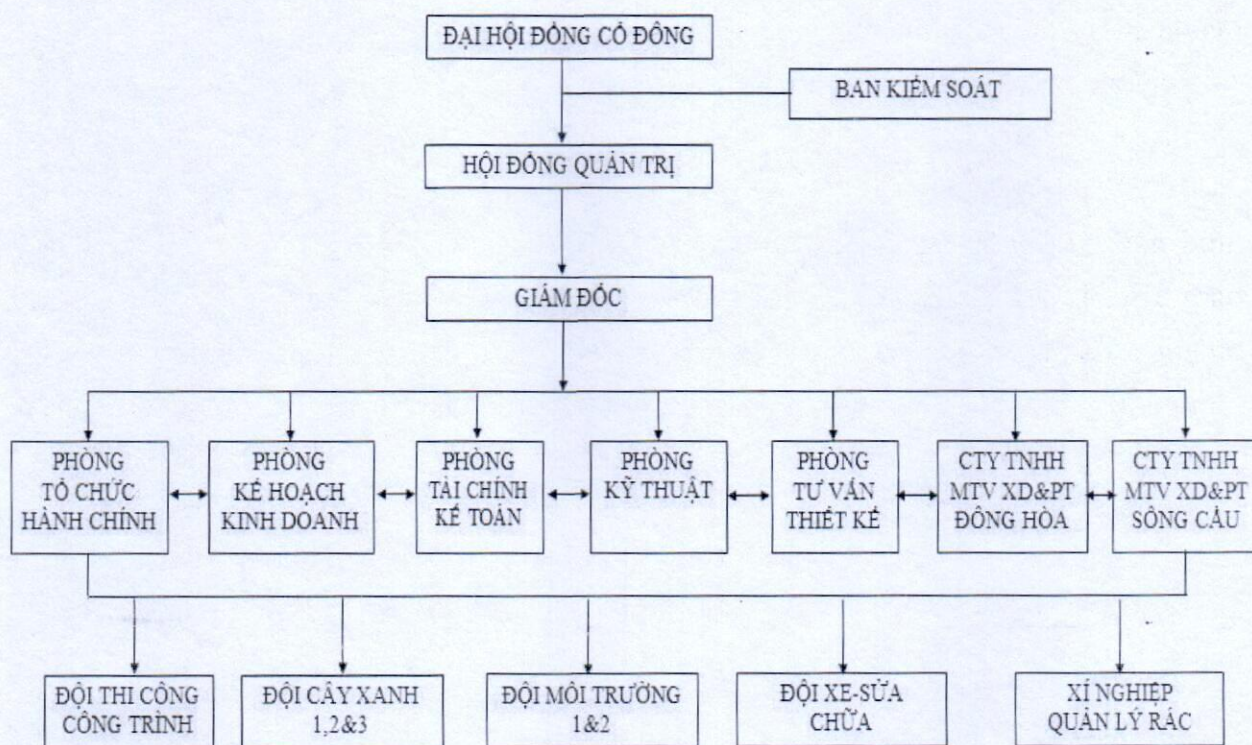 ĐẠI HỘI ĐỒNG CỔ ĐÔNG
BAN KIỂM SOÁT
HỘI ĐỒNG QUẢN TRỊ
GIÁM ĐỐC
PHÒNG
TỔ CHỨC
HÀNH CHÍNH
PHÒNG
KẾ HOẠCH
KINH DOANH
PHÒNG
TÀI CHÍNH
KẾ TOÁN
PHÒNG
KỸ THUẬT
PHÒNG
TƯ VẤN
THIẾT KẾ
CTY TNHH
MTV XD&PT
ĐÔNG HÒA
CTY TNHH
MTV XD&PT
SÔNG CẦU
ĐỘI THI CÔNG
CÔNG TRÌNH
ĐỘI CÂY XANH
1,2&3
ĐỘI MÔI TRƯỜNG
1&2
ĐỘI XE-SỬA
CHỮA
XÍ NGHIỆP
QUẢN LÝ RÁC